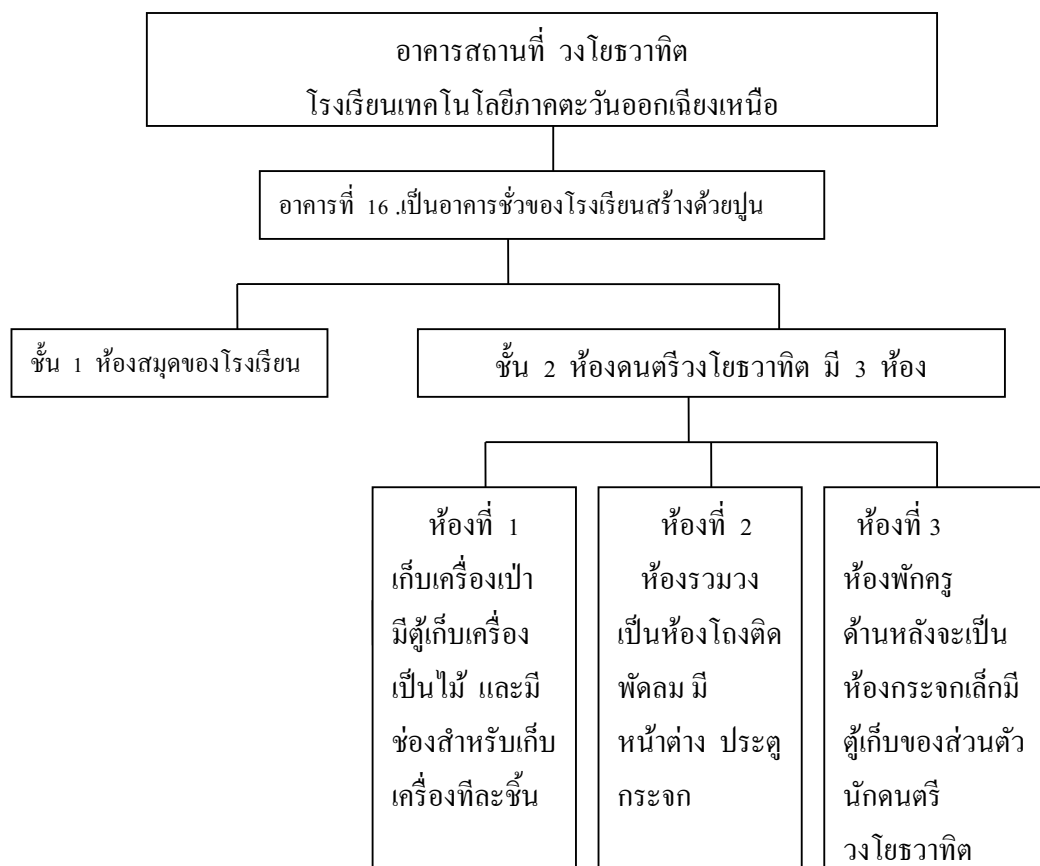 อาคารสถานที่ วงโยธวาทิต
โรงเรียนเทคโนโลยีภาคตะวันออกเฉียงเหนือ
อาคารที่ 16 .เป็นอาคารชั่วของโรงเรียนสร้างด้วยปูน
ชั้น 1 ห้องสมุดของโรงเรียน
ชั้น 2 ห้องดนตรีวงโยธวาทิต มี 3 ห้อง
ห้องที่ 1
เก็บเครื่องเป่า
มีตู้เก็บเครื่อง
เป็นไม้ และมี
ช่องสำหรับเก็บ
เครื่องทีละชิ้น
ห้องที่ 2
ห้องรวมวง
เป็นห้องโถงติด
พัดลม มี
หน้าต่าง ประตู
กระจก
ห้องที่ 3
ห้องพักครู
ด้านหลังจะเป็น
ห้องกระจกเล็กมี
ตู้เก็บของส่วนตัว
นักดนตรี
วงโยธวาทิต